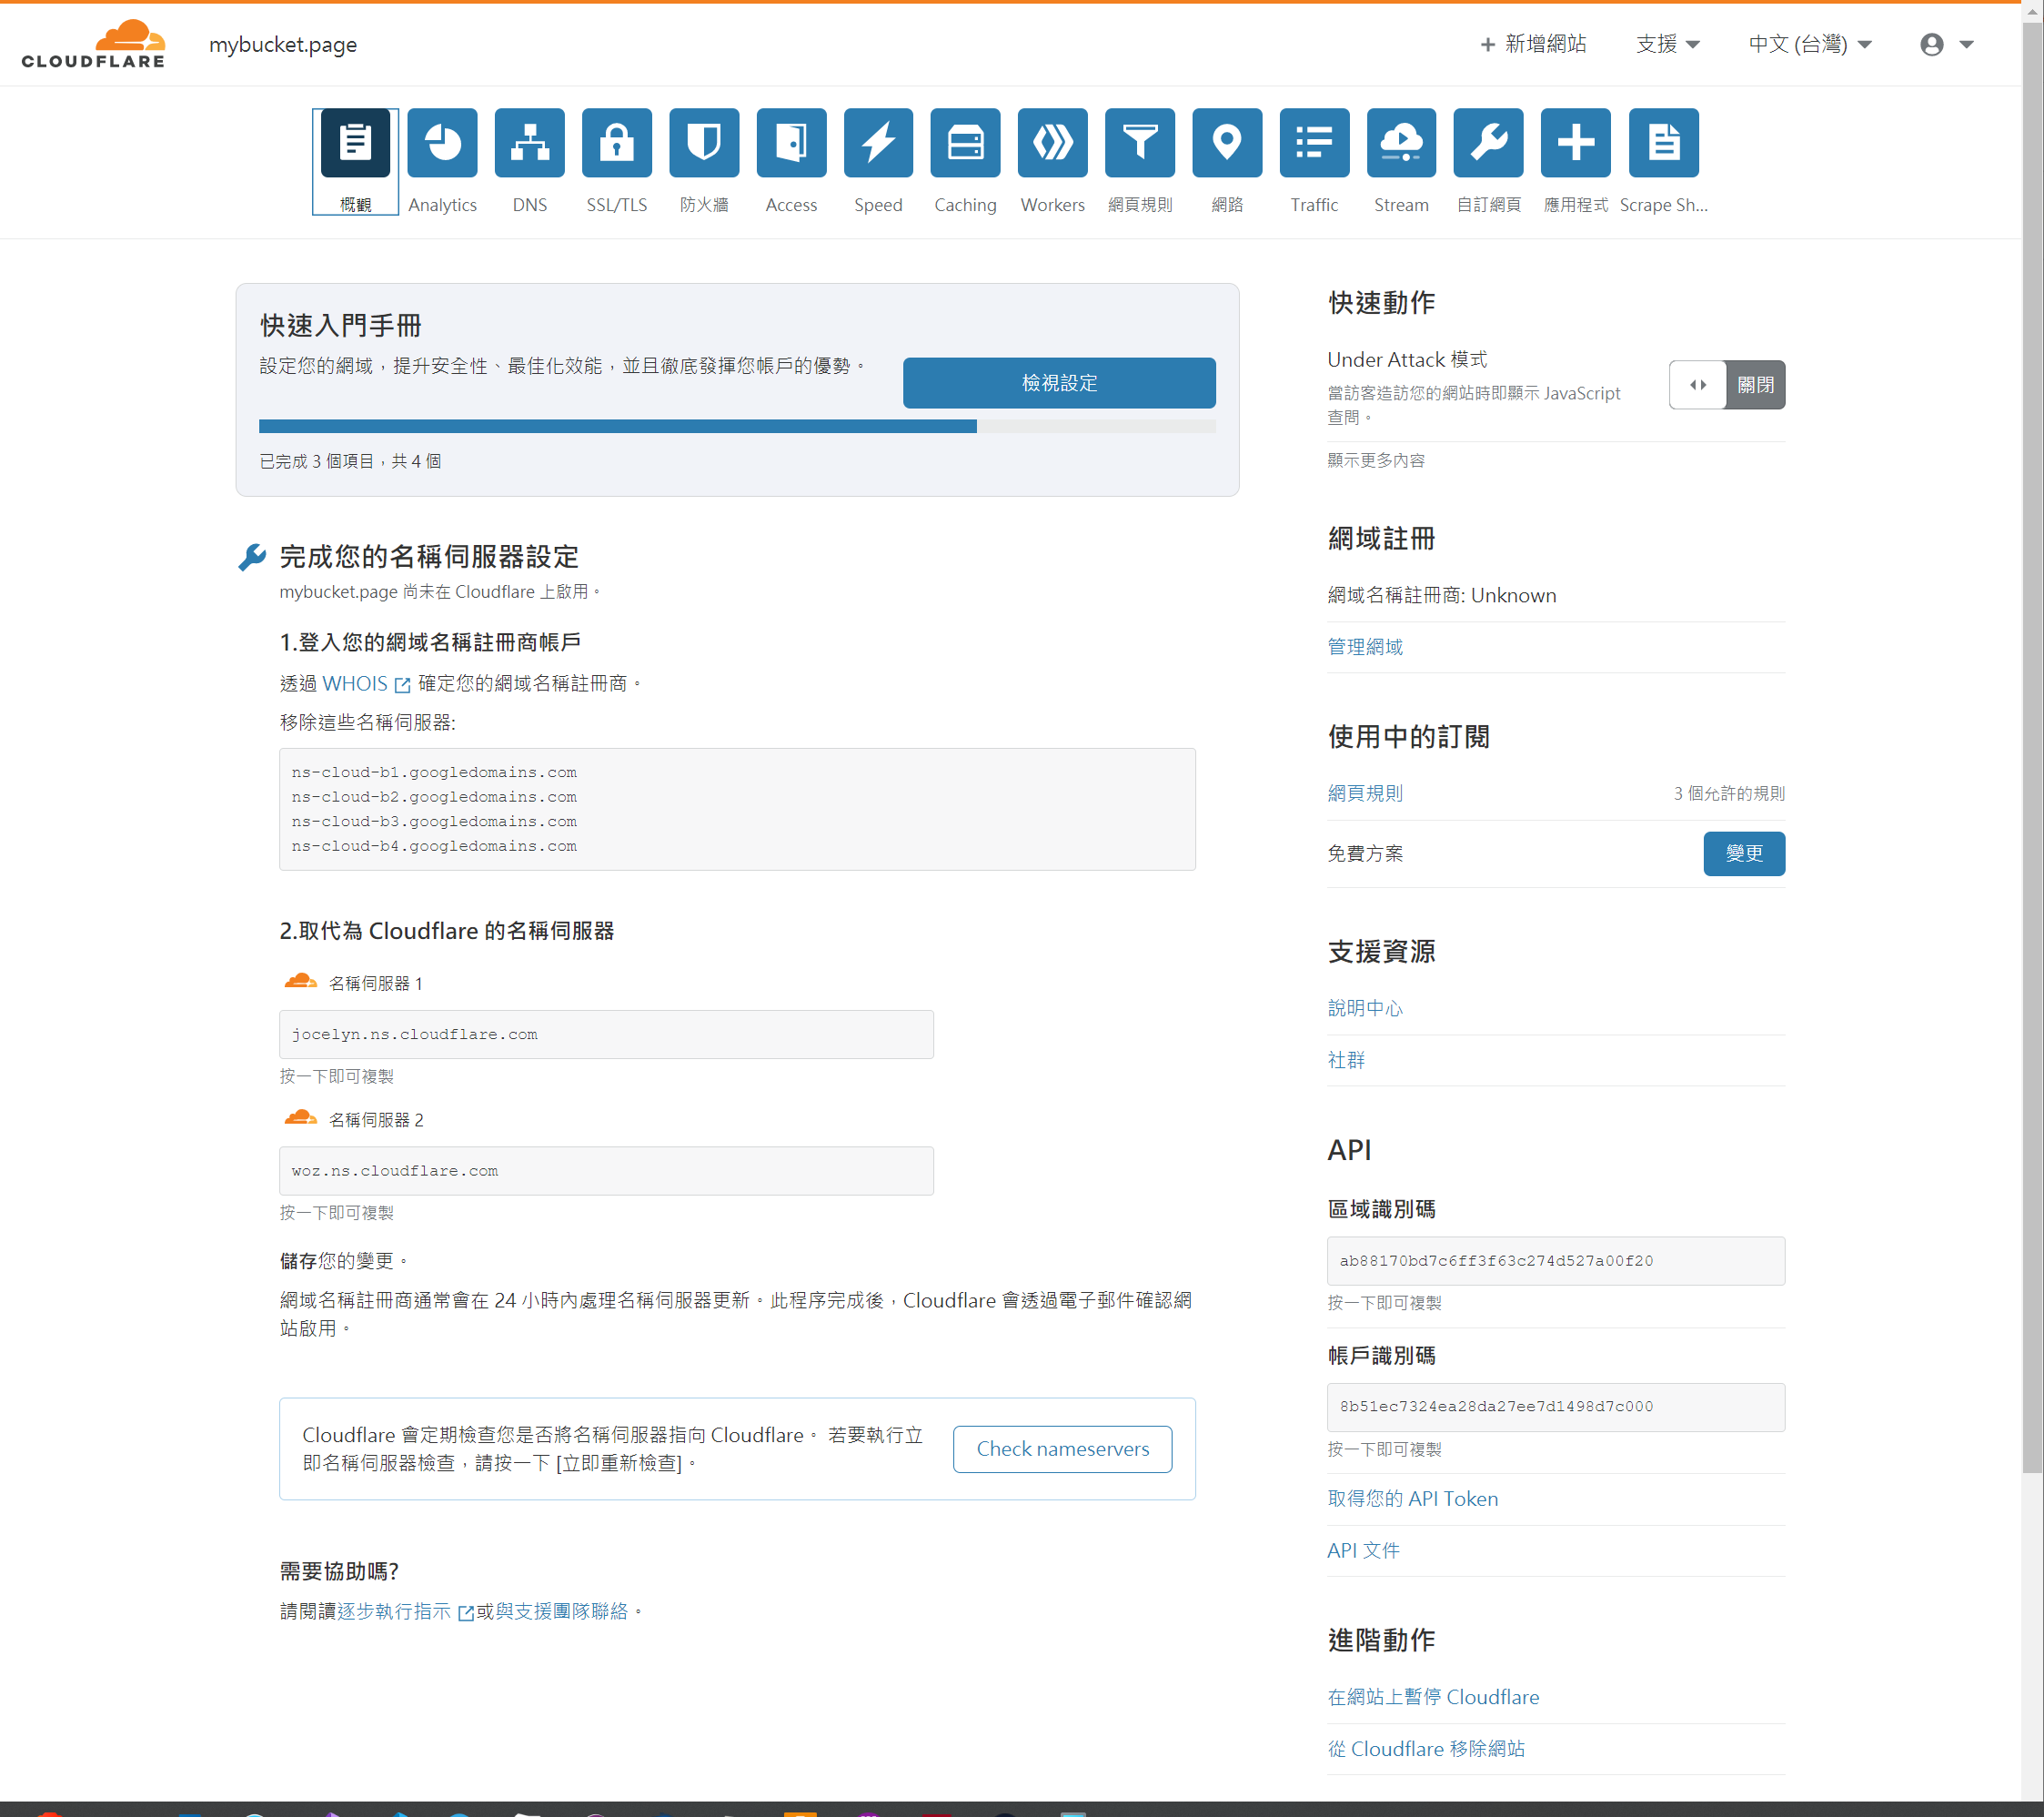 CLOUDFLARE
mybucket.page
+ 新增網站
支援
中文 (台灣)
概觀
Analytics
DNS
SSL/TLS
防火牆
Access
Speed
Caching
Workers
網頁規則
網路
Traffic
Stream
自訂網頁
應用程式
Scrape Sh...
快速入門手冊
設定您的網域，提升安全性、最佳化效能，並且徹底發揮您帳戶的優勢。
檢視設定
已完成 3 個項目，共 4 個
完成您的名稱伺服器設定
mybucket.page 尚未在 Cloudflare 上啟用。
1.登入您的網域名稱註冊商帳戶
透過 WHOIS 確定您的網域名稱註冊商。
移除這些名稱伺服器:
ns-cloud-b1.googledomains.com
ns-cloud-b2.googledomains.com
ns-cloud-b3.googledomains.com
ns-cloud-b4.googledomains.com
2.取代為 Cloudflare 的名稱伺服器
名稱伺服器 1
jocelyn.ns.cloudflare.com
按一下即可複製
名稱伺服器 2
woz.ns.cloudflare.com
按一下即可複製
儲存您的變更。
網域名稱註冊商通常會在 24 小時內處理名稱伺服器更新。此程序完成後，Cloudflare 會透過電子郵件確認網
站啟用。
Cloudflare 會定期檢查您是否將名稱伺服器指向 Cloudflare。 若要執行立
即名稱伺服器檢查，請按一下 [立即重新檢查]。
Check nameservers
需要協助嗎?
請閱讀逐步執行指示 或與支援團隊聯絡。
快速動作
Under Attack 模式
當訪客造訪您的網站時即顯示 JavaScript
查問。
關閉
顯示更多內容
網域註冊
網域名稱註冊商: Unknown
管理網域
使用中的訂閱
網頁規則
3 個允許的規則
免費方案
變更
支援資源
說明中心
社群
API
區域識別碼
ab88170bd7c6ff3f63c274d527a00f20
按一下即可複製
帳戶識別碼
8b51ec7324ea28da27ee7d1498d7c000
按一下即可複製
取得您的 API Token
API 文件
進階動作
在網站上暫停 Cloudflare
從 Cloudflare 移除網站